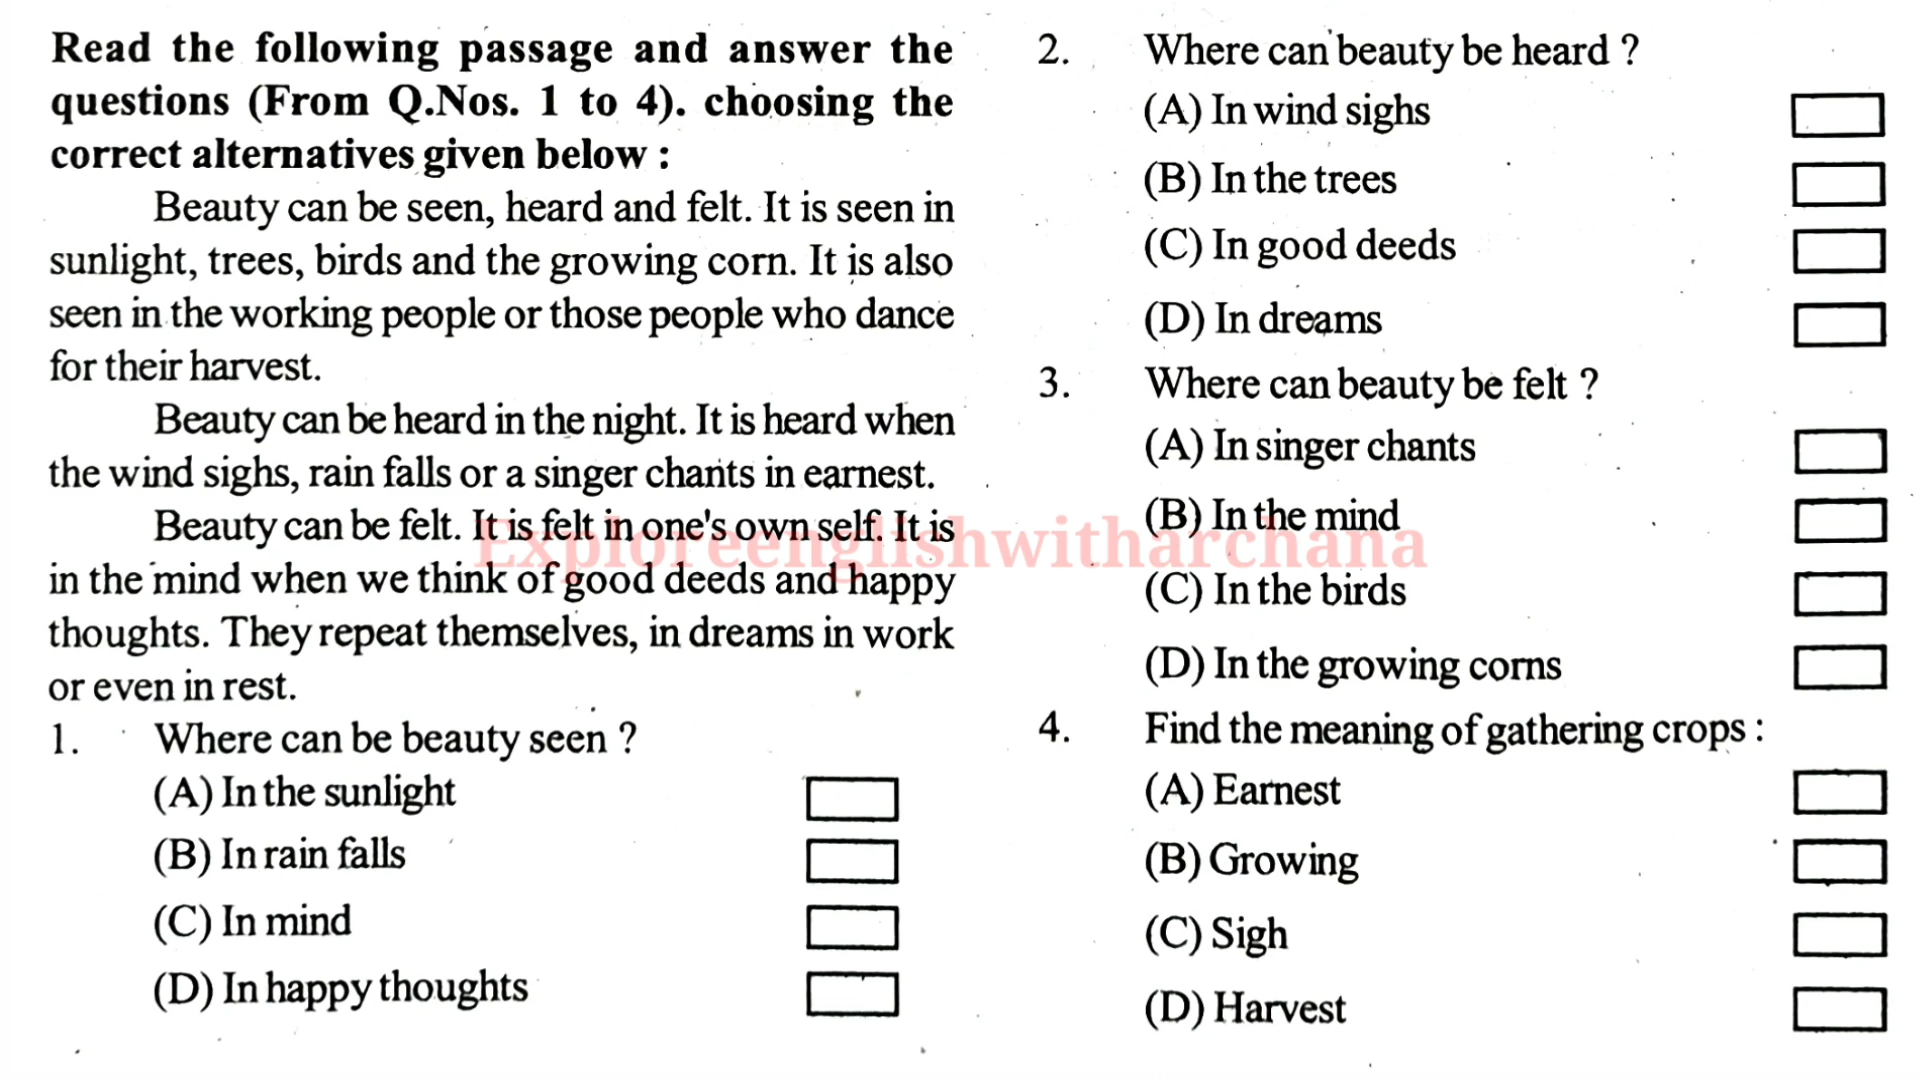 Read the following passage and answer the
questions (From Q.Nos. 1 to 4). choosing the
correct alternatives given below :
Beauty can be seen, heard and felt. It is seen in
sunlight, trees, birds and the growing corn. It is also
seen in the working people or those people who dance
for their harvest.
Beauty can be heard in the night. It is heard when
the wind sighs, rain falls or a singer chants in earnest.
Beauty can be felt. It is felt in one's own self. It is
in the mind when we think of good deeds and happy
thoughts. They repeat themselves, in dreams in work
or even in rest.
1. Where can be beauty seen ?
(A) In the sunlight
(B) In rain falls
(C) In mind
(D) In happy thoughts
2. Where can beauty be heard ?
(A) In wind sighs
(B) In the trees
(C) In good deeds
(D) In dreams
3. Where can beauty be felt ?
(A) In singer chants
(B) In the mind
(C) In the birds
(D) In the growing corns
4. Find the meaning of gathering crops :
(A) Earnest
(B) Growing
(C) Sigh
(D) Harvest
Exploreenglishwitharchana